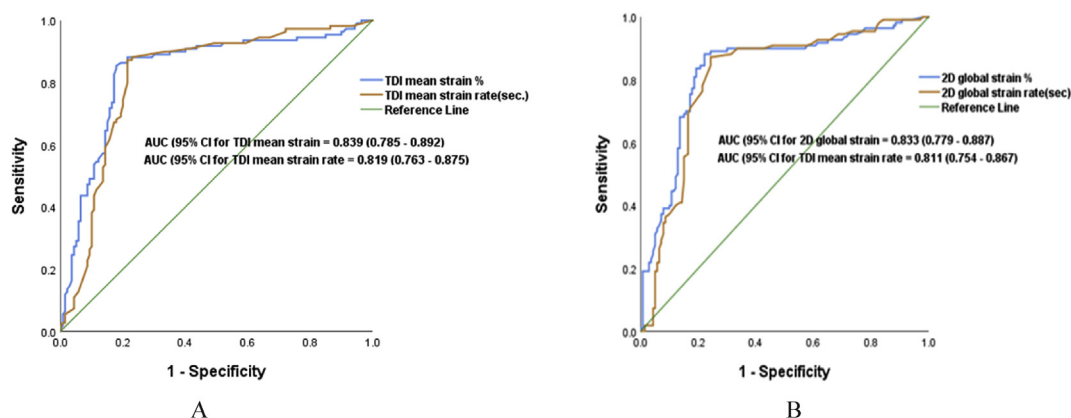 1.0
0.8
0.6
0.4
0.2
0.0
Sensitivity
TDI mean strain %
TDI mean strain rate(sec.)
Reference Line
AUC (95% CI for TDI mean strain = 0.839 (0.785 - 0.892)
AUC (95% CI for TDI mean strain rate = 0.819 (0.763 - 0.875)
0.0 0.2 0.4 0.6 0.8 1.0
1 - Specificity
A
1.0
0.8
0.6
0.4
0.2
0.0
Sensitivity
2D global strain %
2D global strain rate(sec)
Reference Line
AUC (95% CI for 2D global strain = 0.833 (0.779 - 0.887)
AUC (95% CI for TDI mean strain rate = 0.811 (0.754 - 0.867)
0.0 0.2 0.4 0.6 0.8 1.0
1 - Specificity
B